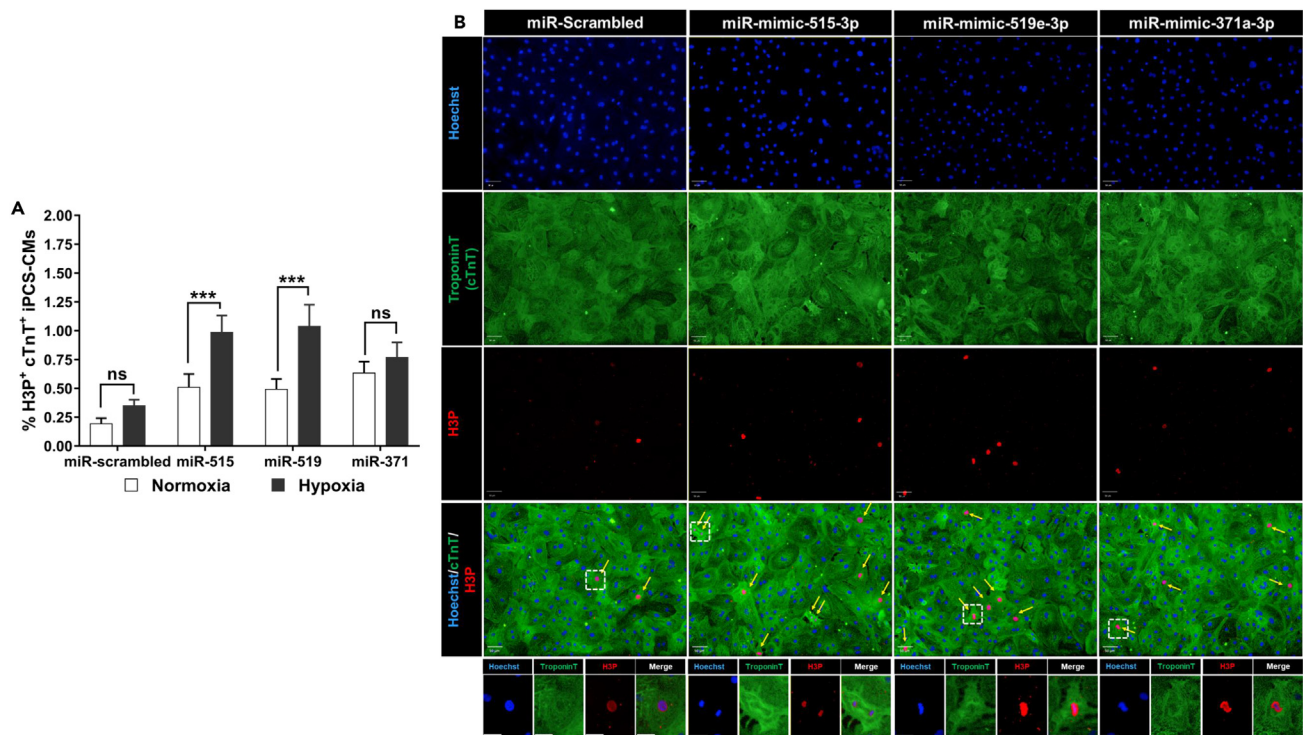 A
% H3P+ cTnT+ iPCS-CMs
2.00
1.75
1.50
1.25
1.00
0.75
0.50
0.25
0.00
ns
***
***
ns
miR-scrambled miR-515 miR-519 miR-371
Normoxia Hypoxia
B
miR-Scrambled miR-mimic-515-3p miR-mimic-519e-3p miR-mimic-371a-3p
Hoechst
TroponinT
(cTnT)
H3P
Hoechst/cTnT/
H3P
Hoechst TroponinT H3P Merge Hoechst TroponinT H3P Merge Hoechst TroponinT H3P Merge Hoechst TroponinT H3P Merge